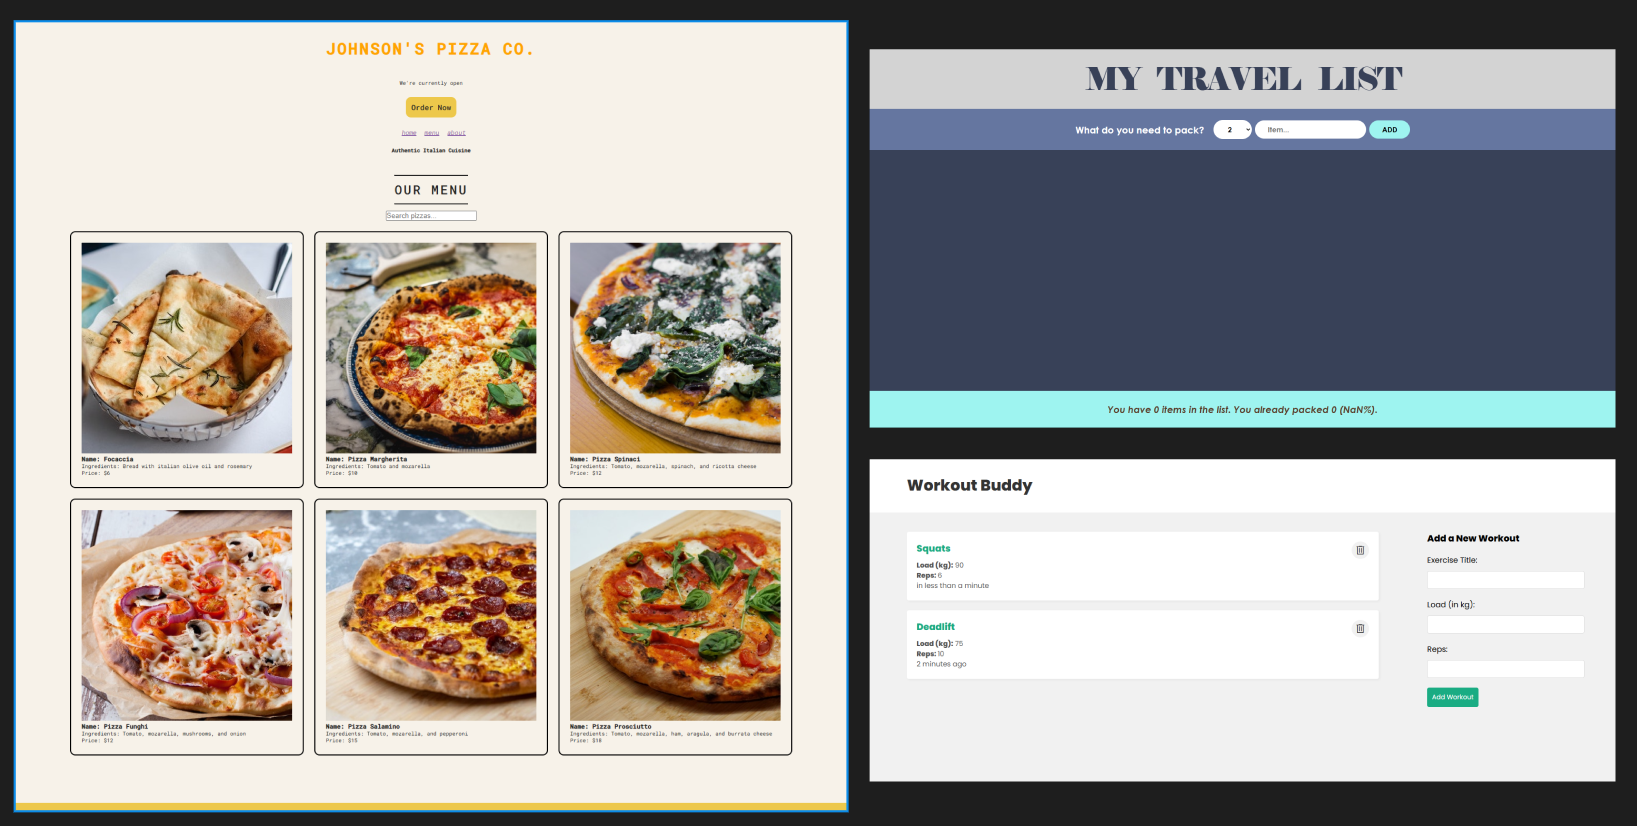 JOHNSON'S PIZZA CO.
We're currently open
Order Now
home menu about
Authentic Italian Cuisine
OUR MENU
Search pizzas...
Name: Focaccia
Ingredients: Bread with italian olive oil and rosemary
Price: $6
Name: Pizza Margherita
Ingredients: Tomato and mozarella
Price: $10
Name: Pizza Spinaci
Ingredients: Tomato, mozarella, spinach, and ricotta cheese
Price: $12
Name: Pizza Funghi
Ingredients: Tomato, mozarella, mushrooms, and onion
Price: $12
Name: Pizza Salamino
Ingredients: Tomato, mozarella, and pepperoni
Price: $15
Name: Pizza Prosciutto
Ingredients: Tomato, mozarella, ham, aragula, and burrata cheese
Price: $18
MY TRAVEL LIST
What do you need to pack? 2 Item... ADD
You have 0 items in the list. You already packed 0 (NaN%).
Workout Buddy
Squats
Load (kg): 90
Reps: 6
in less than a minute
Deadlift
Load (kg): 75
Reps: 10
2 minutes ago
Add a New Workout
Exercise Title:
Load (in kg):
Reps:
Add Workout